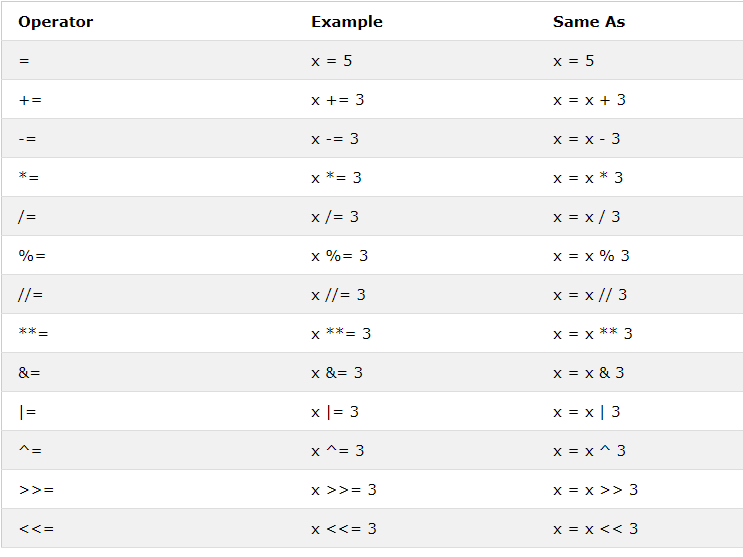 Operator Example Same As
= x = 5 x = 5
+= x += 3 x = x + 3
-= x -= 3 x = x - 3
*= x *= 3 x = x * 3
/= x /= 3 x = x / 3
%= x %= 3 x = x % 3
//= x //= 3 x = x // 3
**= x **= 3 x = x ** 3
&= x &= 3 x = x & 3
|= x |= 3 x = x | 3
^= x ^= 3 x = x ^ 3
>>= x >>= 3 x = x >> 3
<<= x <<= 3 x = x << 3